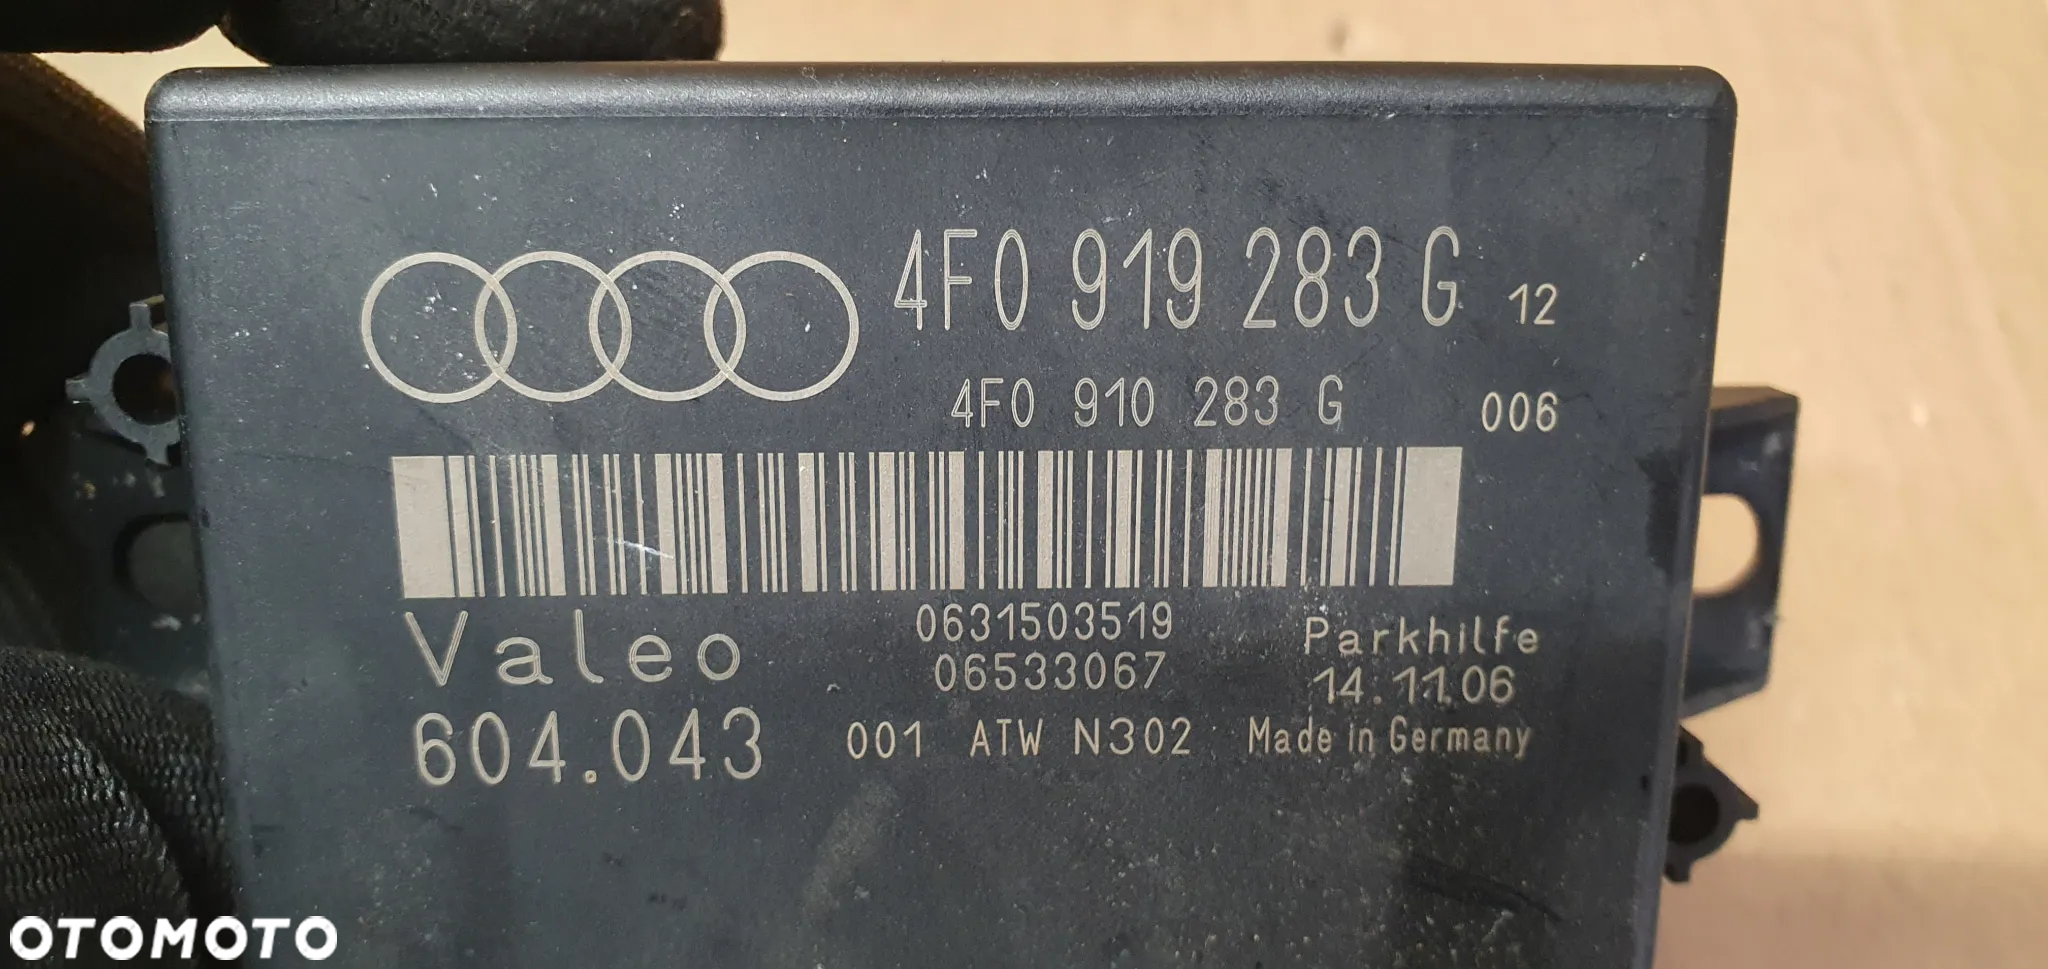 4F0 919 283 G 12
4F0 910 283 G 006
Valeo 0631503519 Parkhilfe
06533067 14.11.06
604.043 001 ATW N302 Made in Germany
OTOMOTO